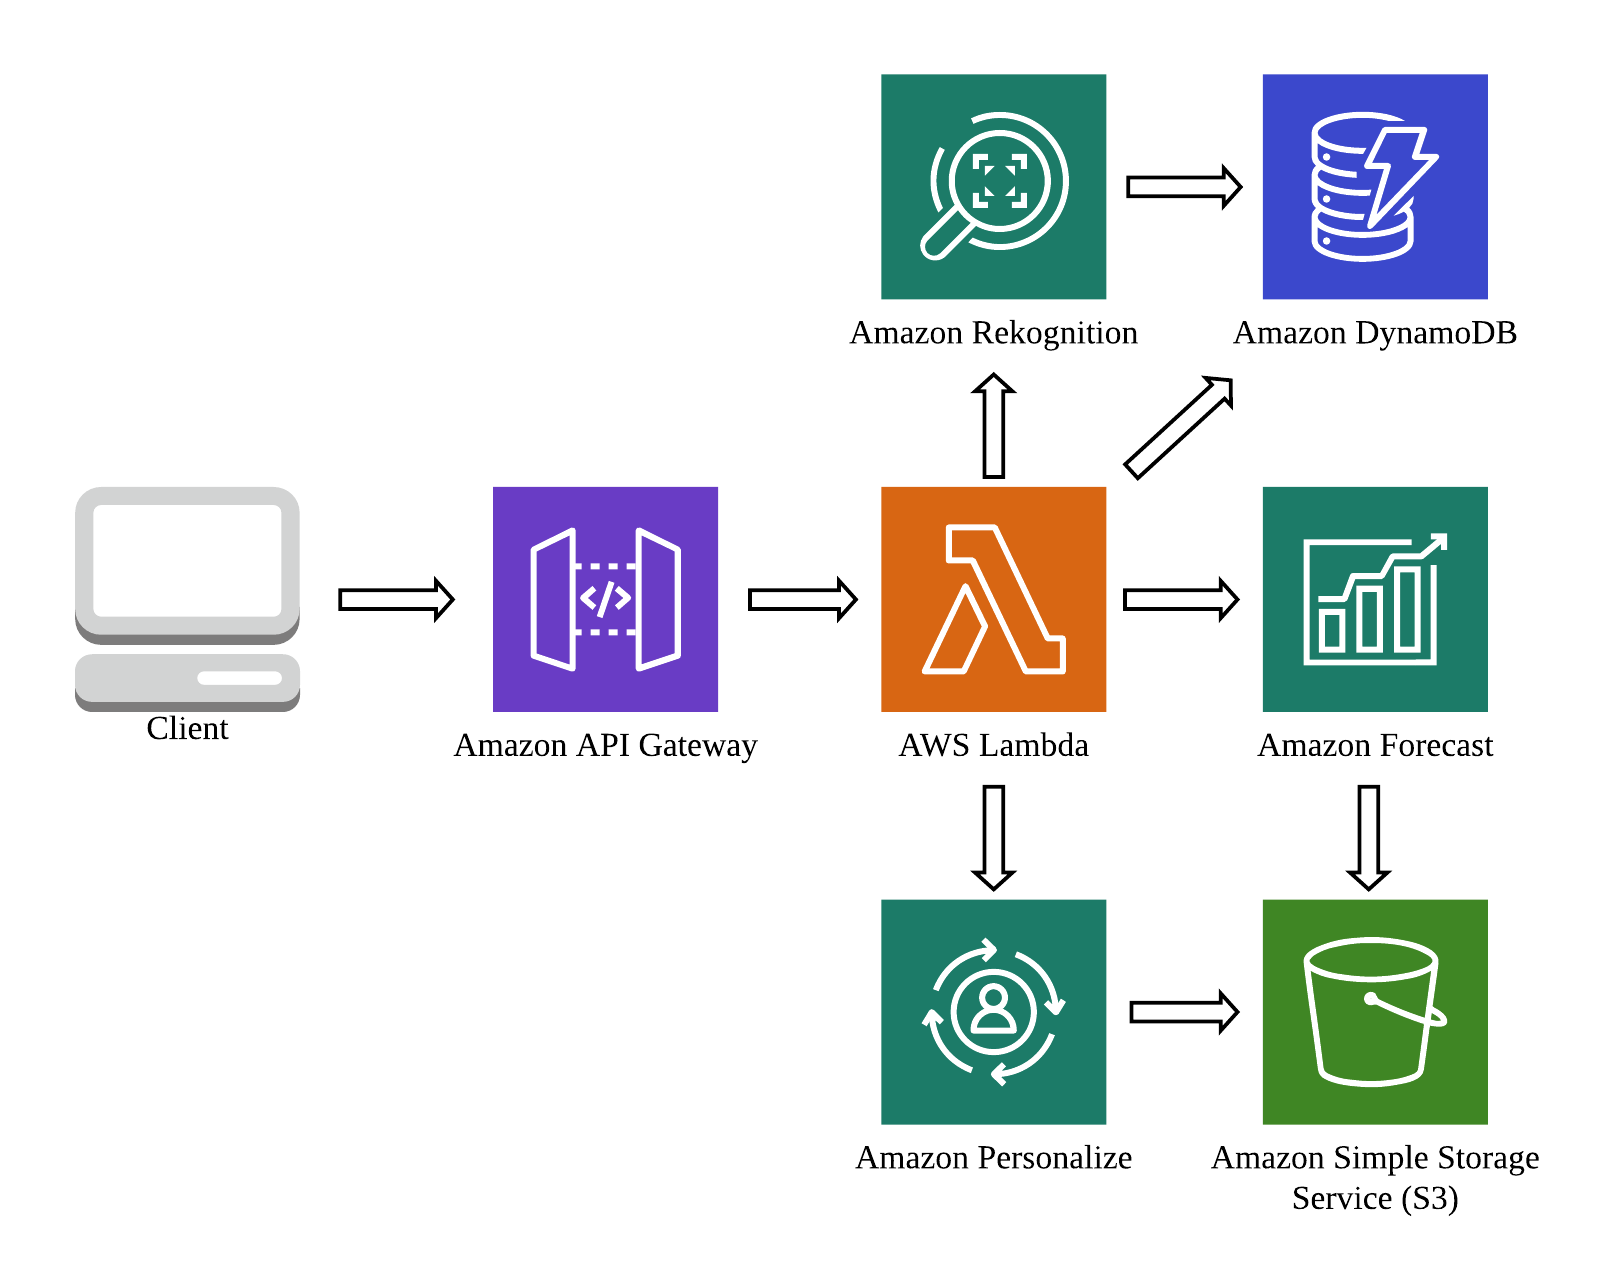 Amazon Rekognition
Amazon DynamoDB
</>
Client
Amazon API Gateway
AWS Lambda
Amazon Forecast
Amazon Personalize
Amazon Simple Storage
Service (S3)